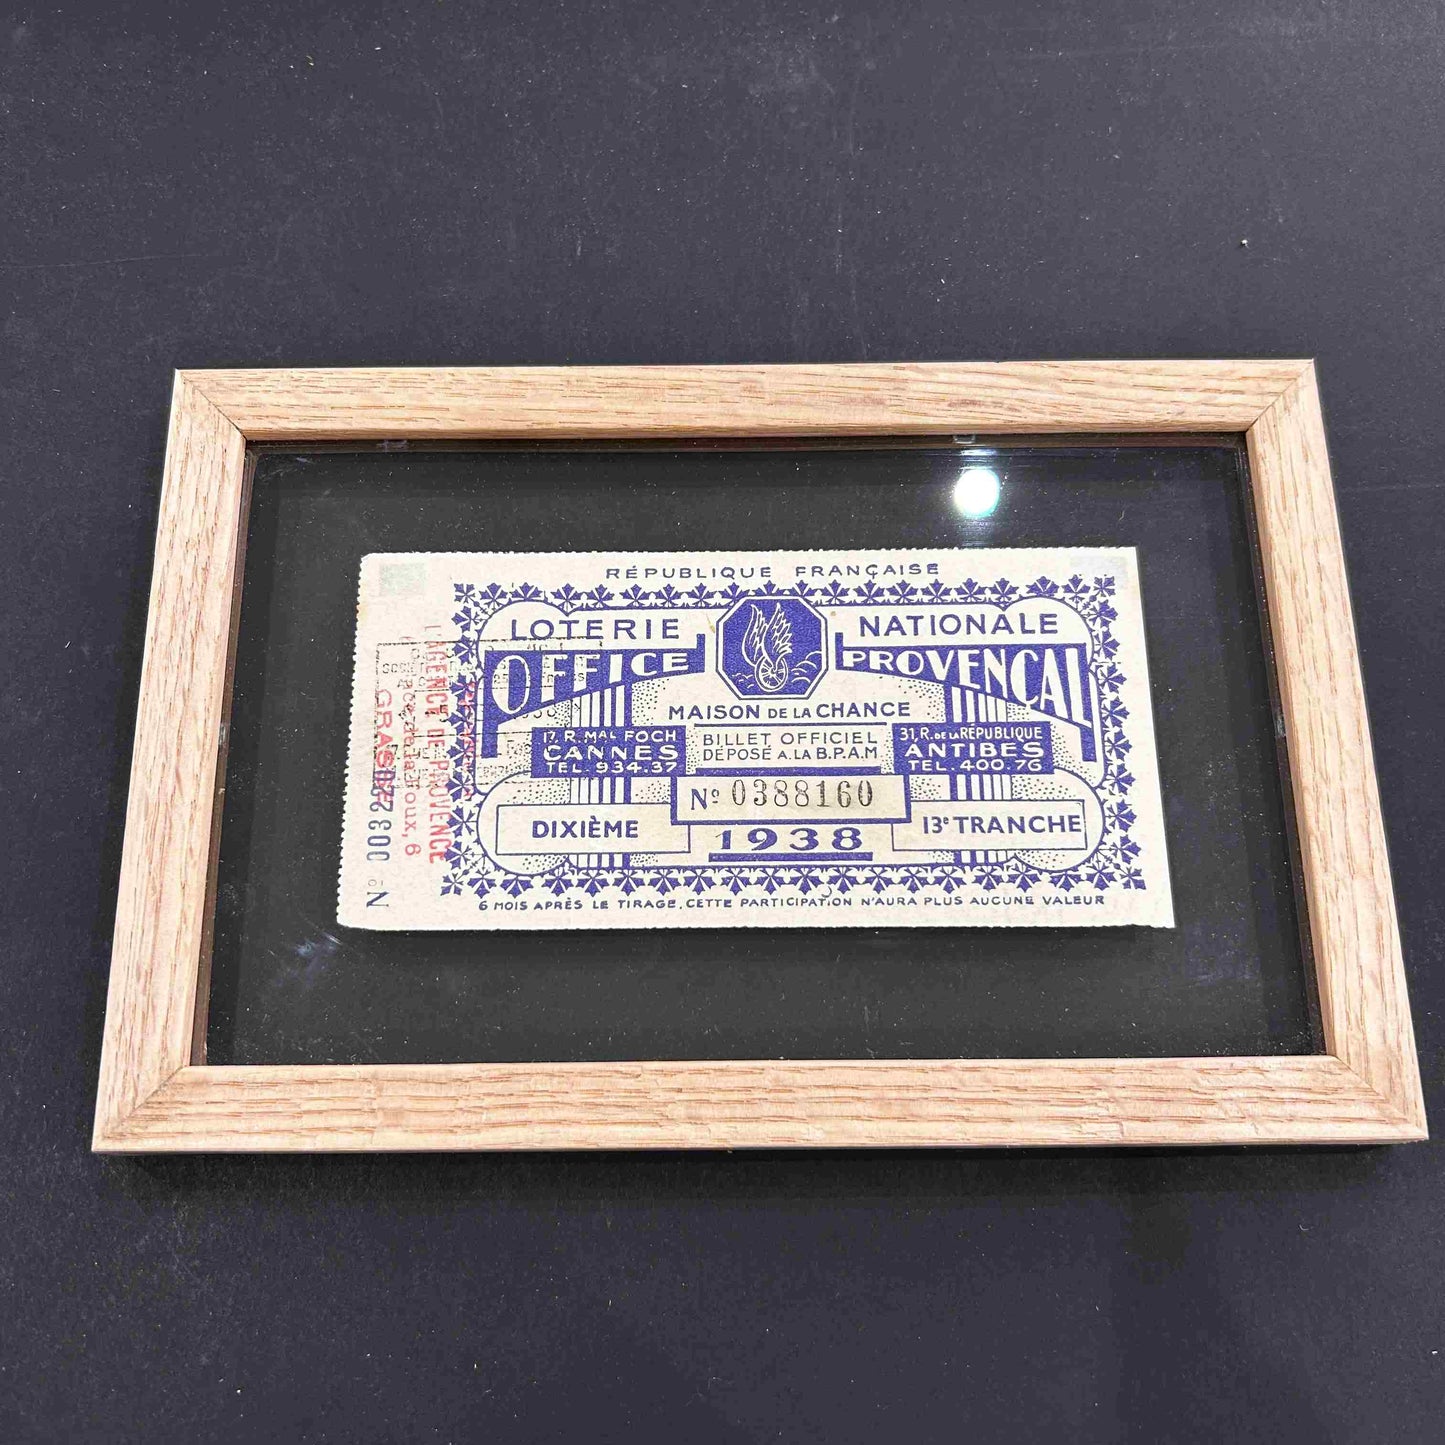 RÉPUBLIQUE FRANÇAISE
LOTERIE NATIONALE
OFFICE PROVENCAL
MAISON DE LA CHANCE
17, R. MAL FOCH
CANNES
TEL. 934.37
BILLET OFFICIEL
DÉPOSÉ A. LA B.P.A.M
31, R. DE LA RÉPUBLIQUE
ANTIBES
TEL. 400.76
Nº 0388160
DIXIÈME
1938
13e TRANCHE
6 MOIS APRÈS LE TIRAGE, CETTE PARTICIPATION N'AURA PLUS AUCUNE VALEUR
L'AGENCE DE PROVENCE
GRASSE
Nº 0032